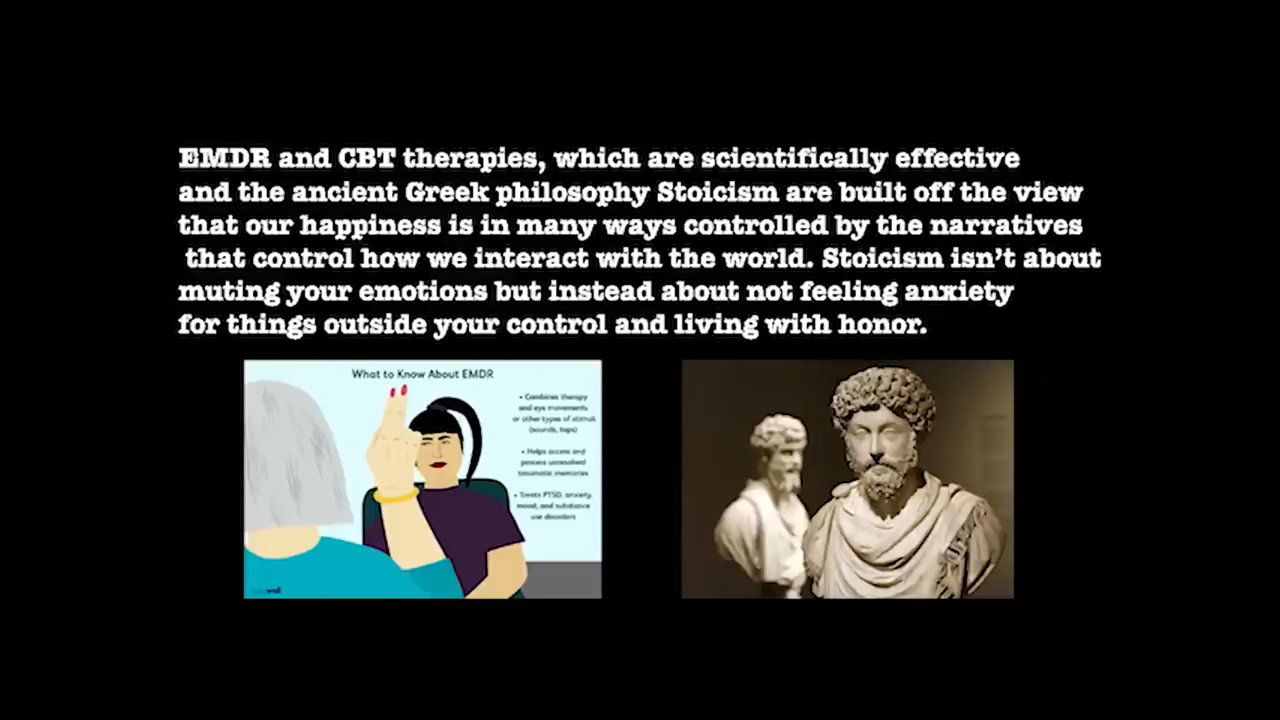 EMDR and CBT therapies, which are scientifically effective
and the ancient Greek philosophy Stoicism are built off the view
that our happiness is in many ways controlled by the narratives
that control how we interact with the world. Stoicism isn't about
muting your emotions but instead about not feeling anxiety
for things outside your control and living with honor.
What to Know About EMDR
• Combines therapy
and eye movements
or other types of stimuli
(sounds, taps)
• Helps access and
process unresolved
traumatic memories
• Treats PTSD, anxiety,
mood, and substance
use disorders